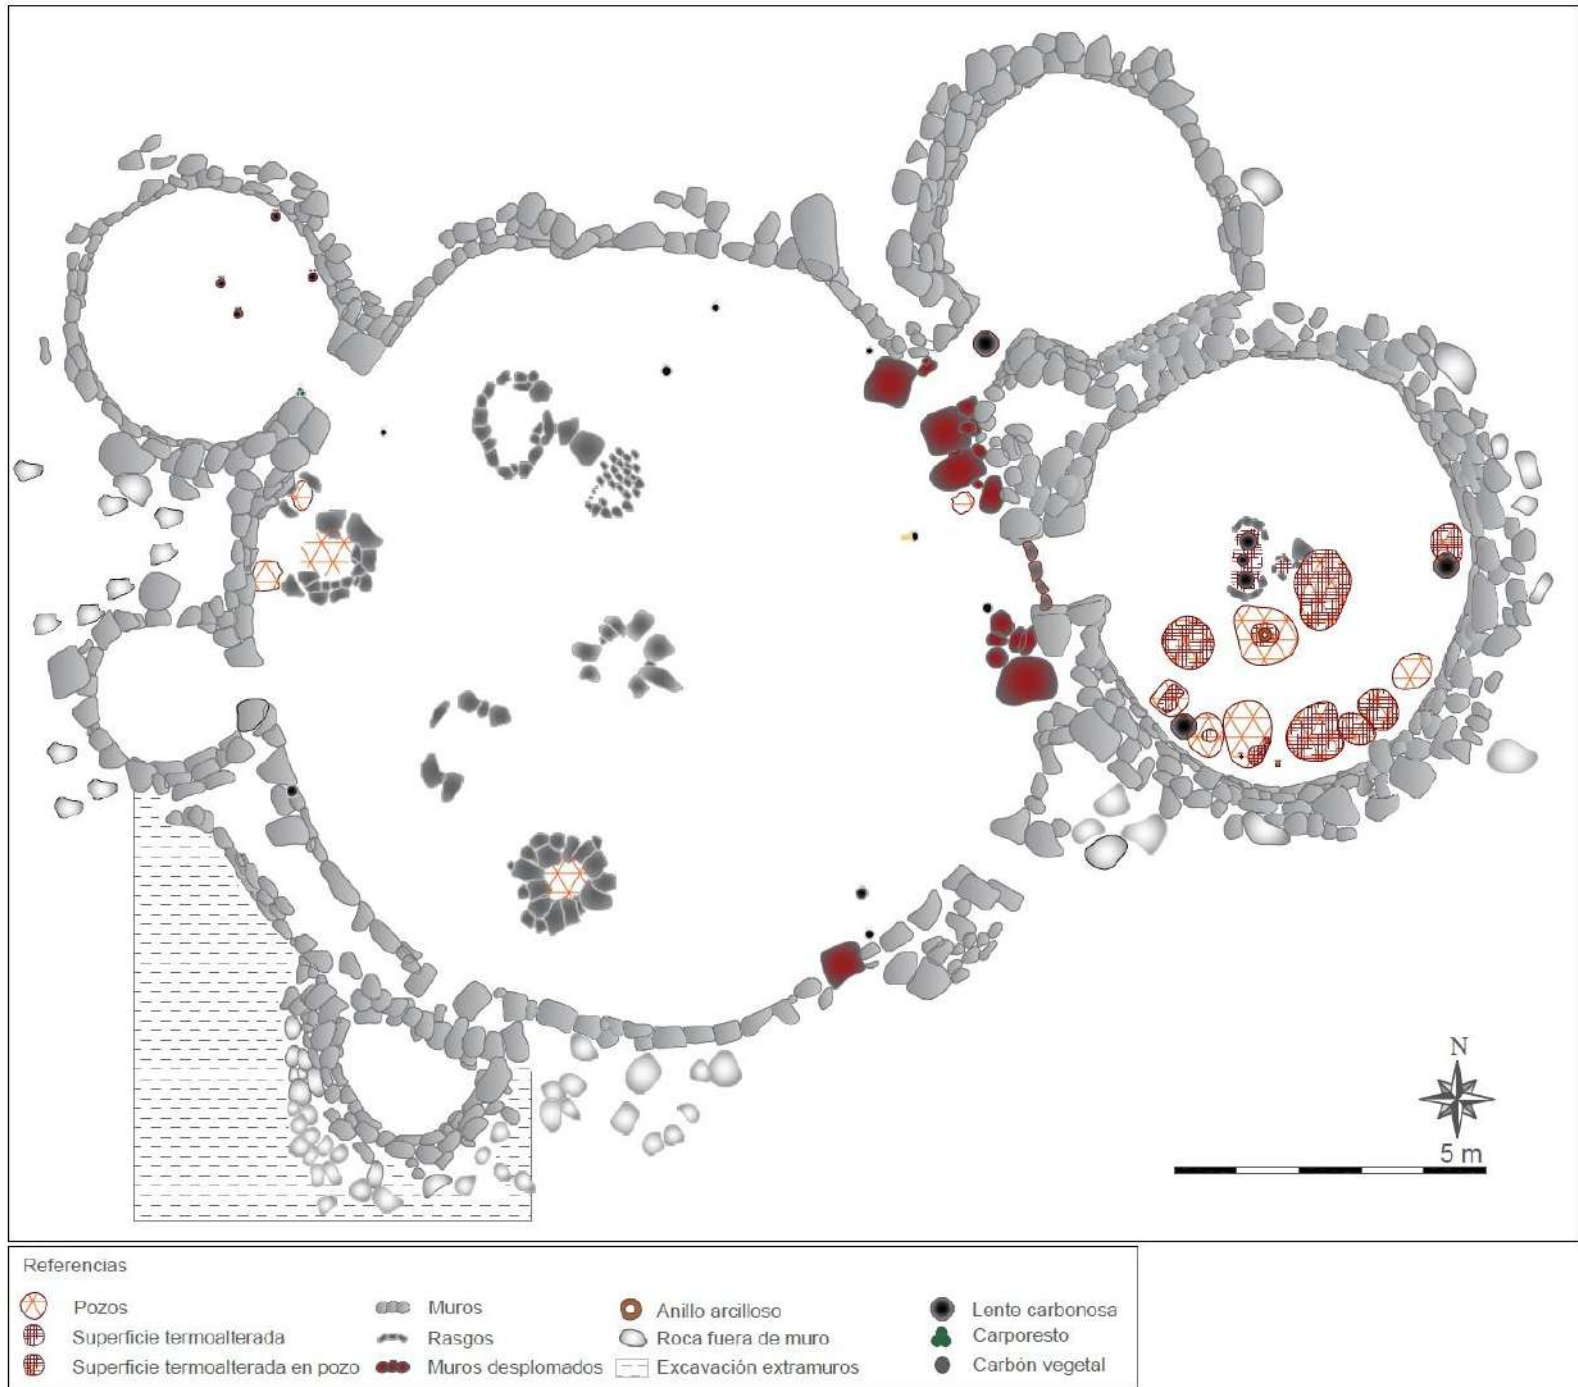 N
5 m
Referencias
Pozos
Superficie termoalterada
Superficie termoalterada en pozo
Muros
Rasgos
Muros desplomados
Anillo arcilloso
Roca fuera de muro
Excavación extramuros
Lente carbonosa
Carporesto
Carbón vegetal